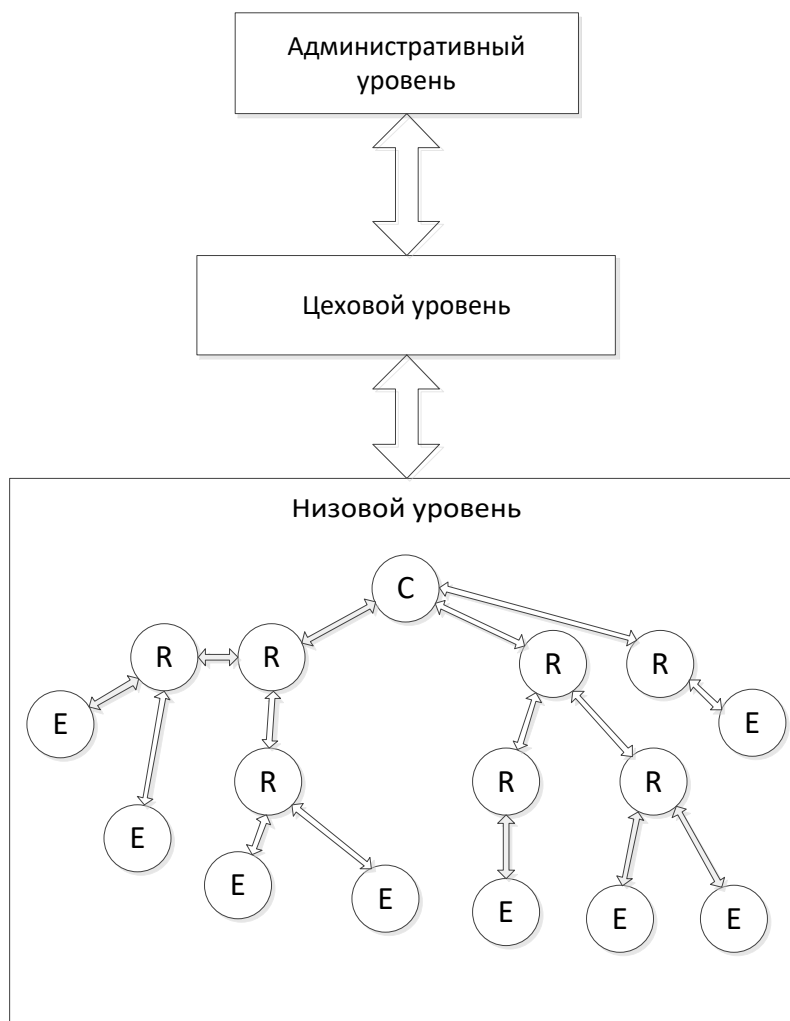 Административный
уровень
Цеховой уровень
Низовой уровень
C
R
R
R
R
E
E
R
R
R
E
E
E
E
E
E